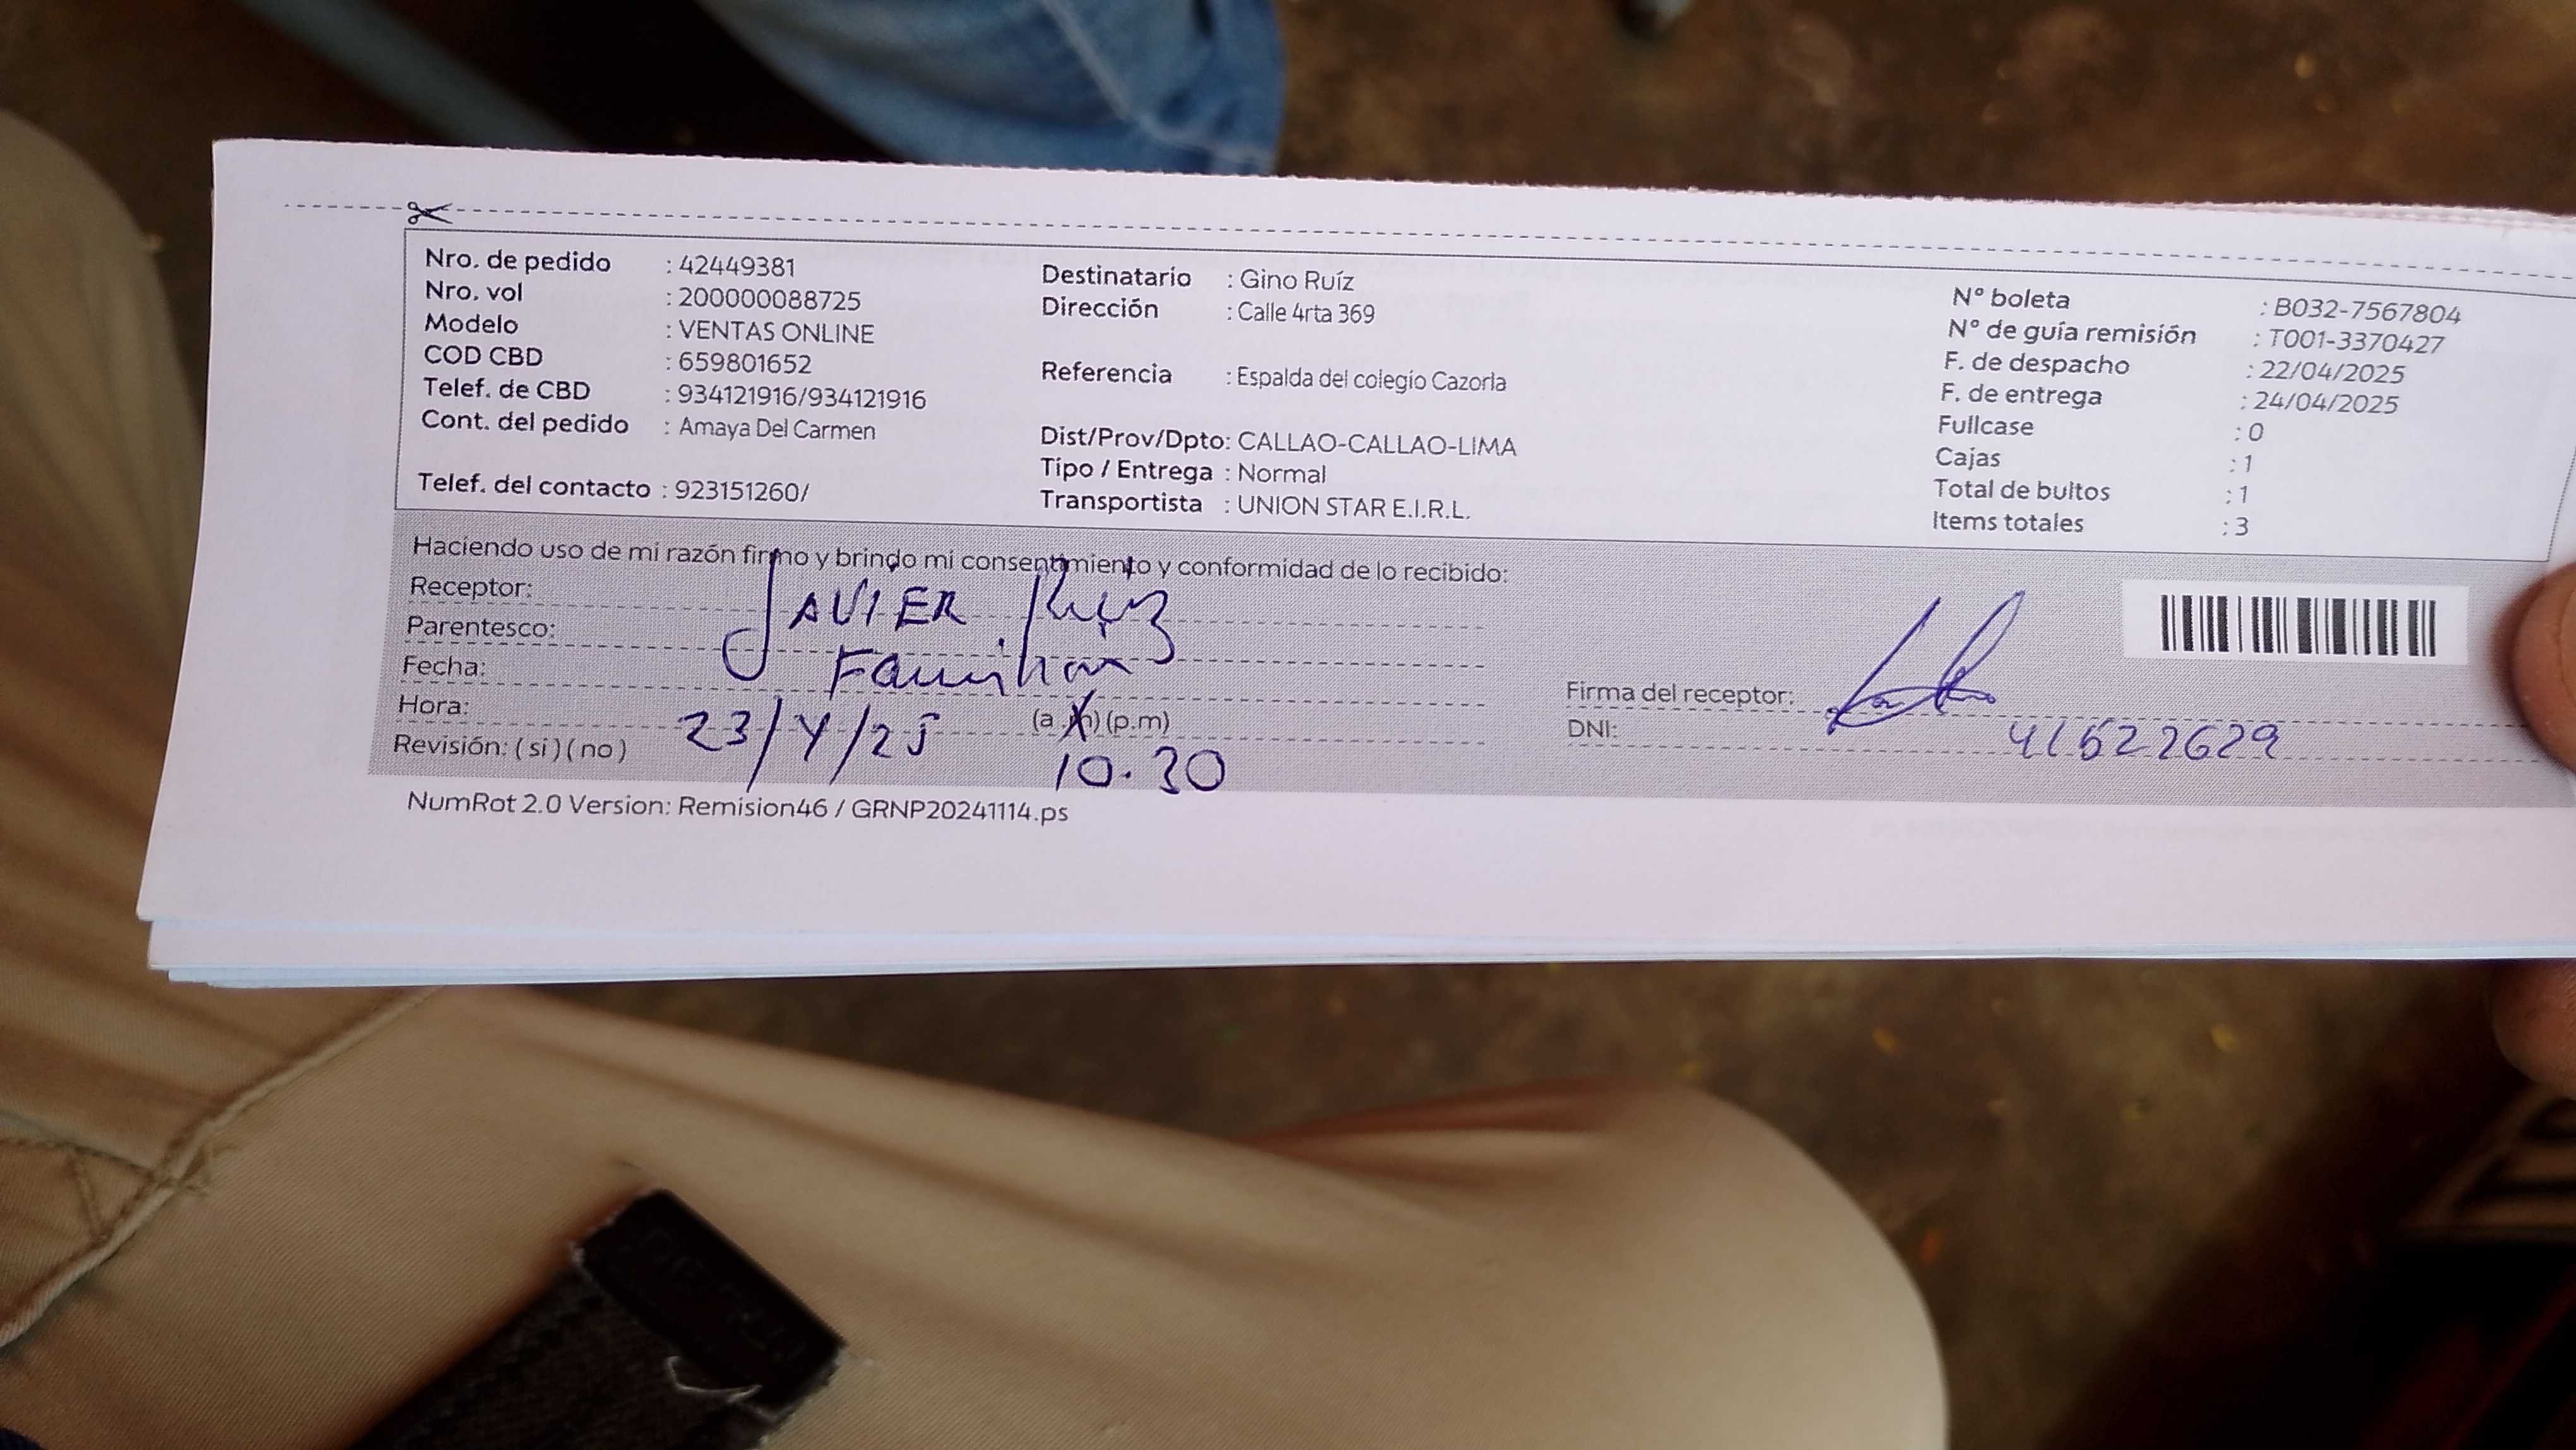 Nro. de pedido : 42449381
Nro. vol : 200000088725
Modelo : VENTAS ONLINE
COD CBD : 659801652
Telef. de CBD : 934121916/934121916
Cont. del pedido : Amaya Del Carmen
Telef. del contacto : 923151260/
Destinatario : Gino Ruíz
Dirección : Calle 4rta 369
Referencia : Espalda del colegio Cazorla
Dist/Prov/Dpto: CALLAO-CALLAO-LIMA
Tipo / Entrega : Normal
Transportista : UNION STAR E.I.R.L.
N° boleta : B032-7567804
N° de guía remisión : T001-3370427
F. de despacho : 22/04/2025
F. de entrega : 24/04/2025
Fullcase : 0
Cajas : 1
Total de bultos : 1
Items totales : 3
Haciendo uso de mi razón firmo y brindo mi consentimiento y conformidad de lo recibido:
Receptor: JAVIER Ruiz
Parentesco: Familiar
Fecha: 23/4/25
Hora: 10.30 (a.m) (p.m)
Revisión: ( si ) ( no )
Firma del receptor:
DNI: 41522629
NumRot 2.0 Version: Remision46 / GRNP20241114.ps